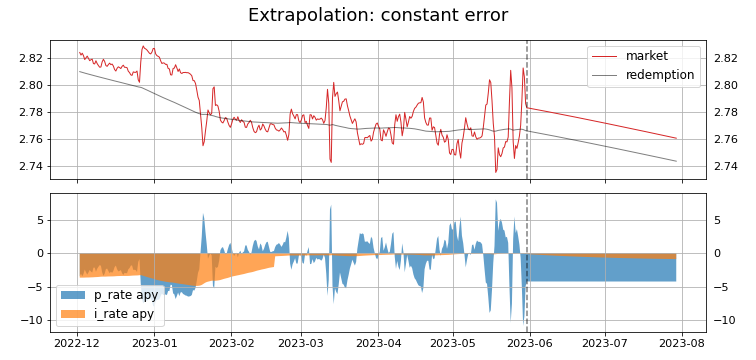 Extrapolation: constant error
2.82 2.82
2.80 2.80
2.78 2.78
2.76 2.76
2.74 2.74
market
redemption
5 5
0 0
−5 −5
−10 −10
p_rate apy
i_rate apy
2022-12 2023-01 2023-02 2023-03 2023-04 2023-05 2023-06 2023-07 2023-08